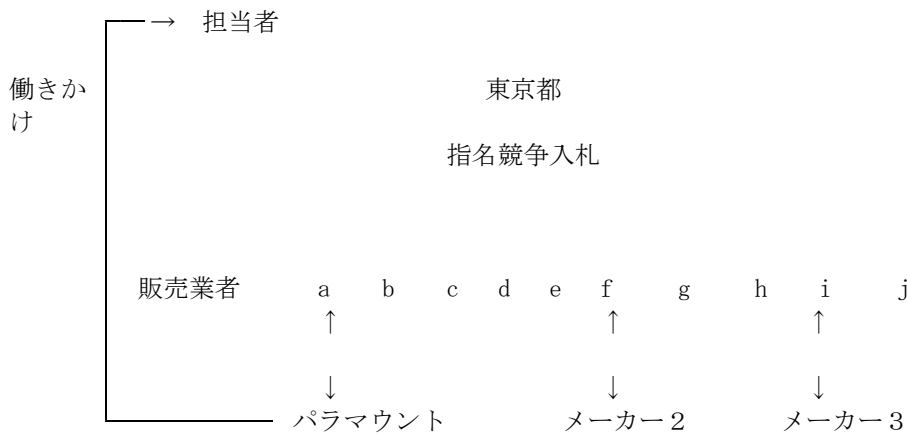 → 担当者
働きか
け
東京都
指名競争入札
販売業者 a b c d e f g h i j
↑ ↑ ↑
↓ ↓ ↓
パラマウント メーカー2 メーカー3